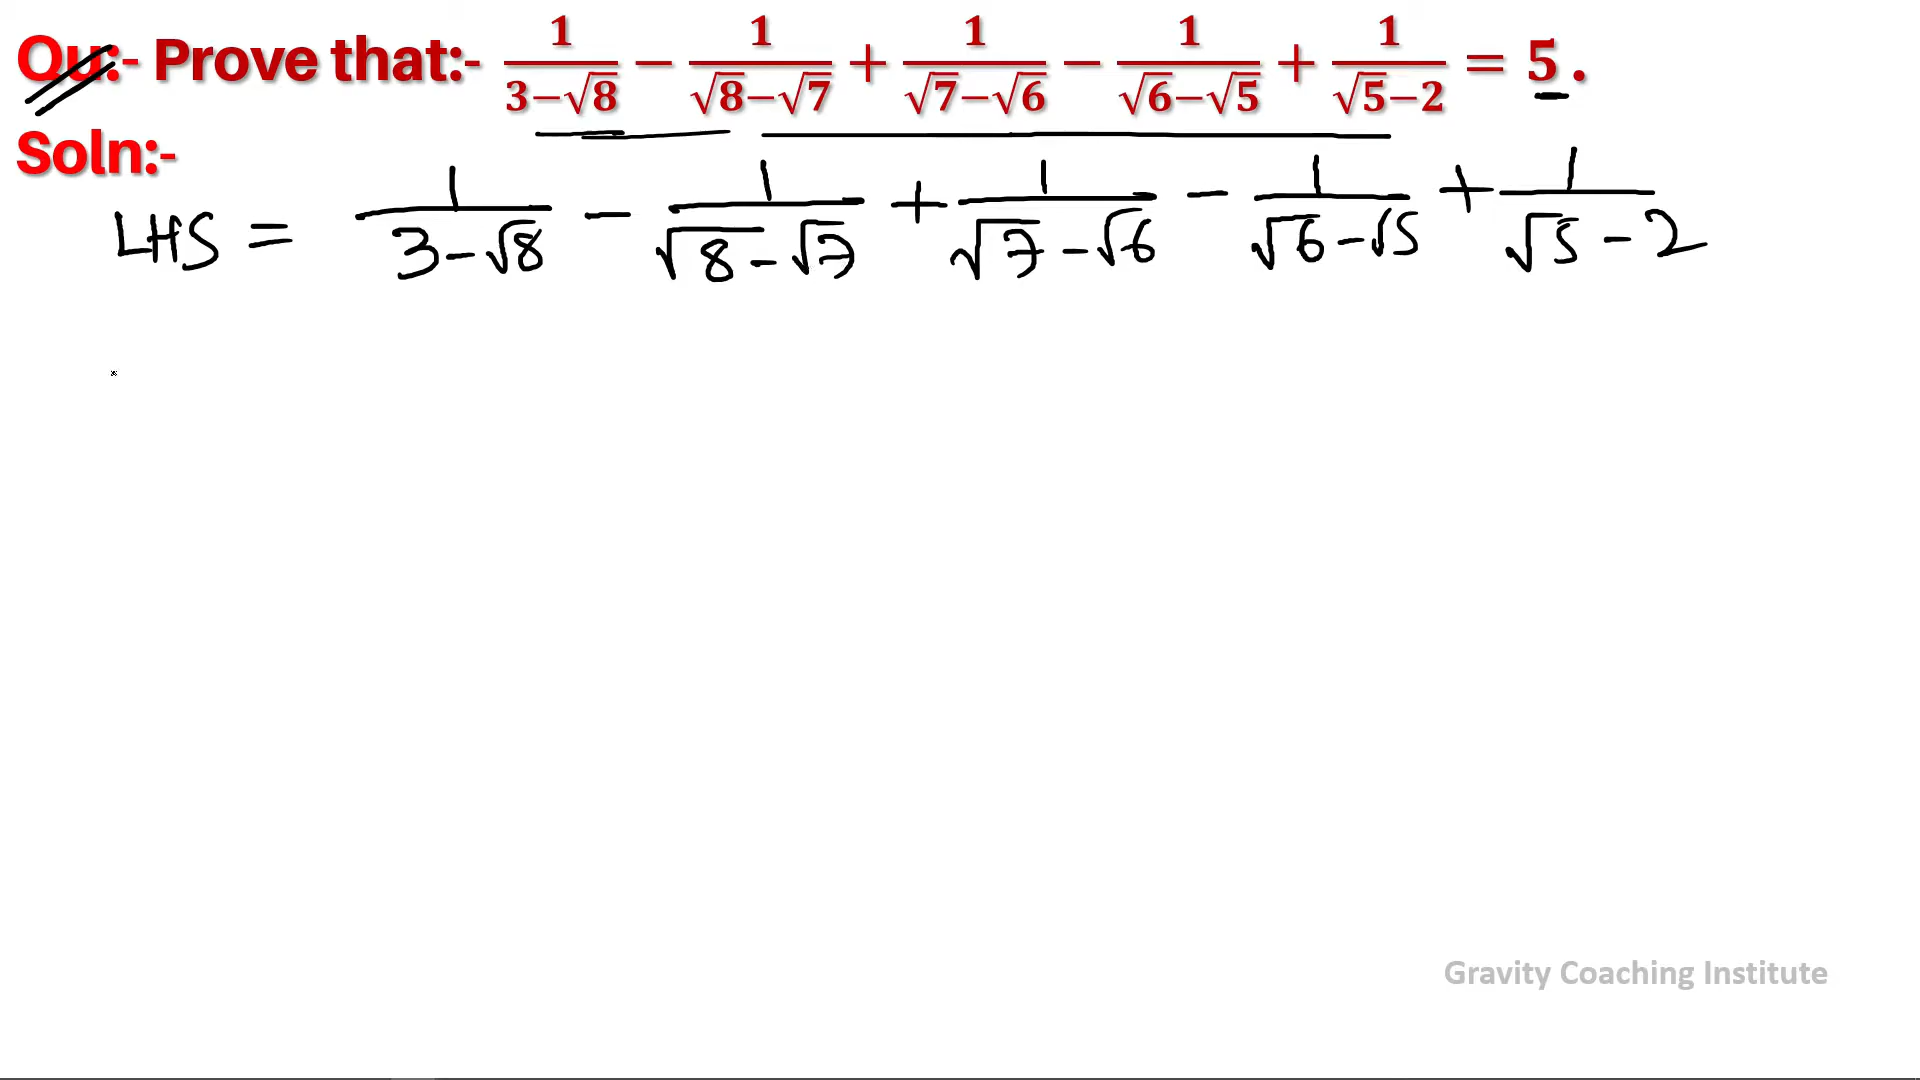 Qu:- Prove that:- 1/(3−√8) − 1/(√8−√7) + 1/(√7−√6) − 1/(√6−√5) + 1/(√5−2) = 5.
Soln:-
LHS = 1/(3−√8) − 1/(√8−√7) + 1/(√7−√6) − 1/(√6−√5) + 1/(√5−2)
Gravity Coaching Institute